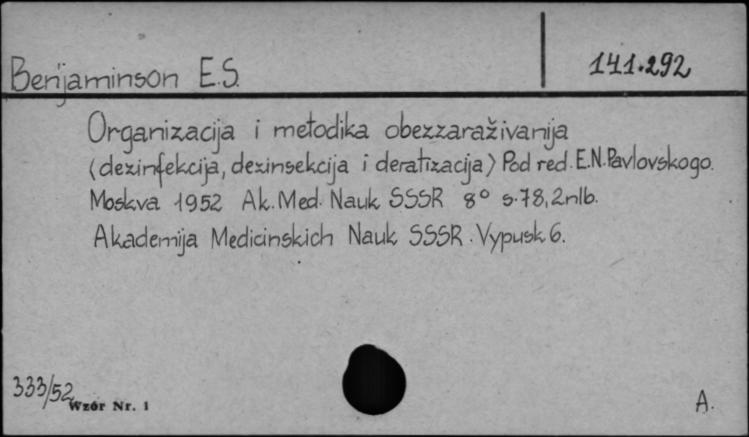 Benjaminson E.S. 141.292
Organizacija i metodika obezzaraživanija
(dezinfekcija, dezinsekcija i deratizacija) Pod red. E.N. Pavlovskogo.
Moskva 1952 Ak. Med. Nauk SSSR 8° s. 78, 2nlb.
Akademija Medicinskich Nauk SSSR. Vypusk 6.
333/52
Wzór Nr. 1
A.